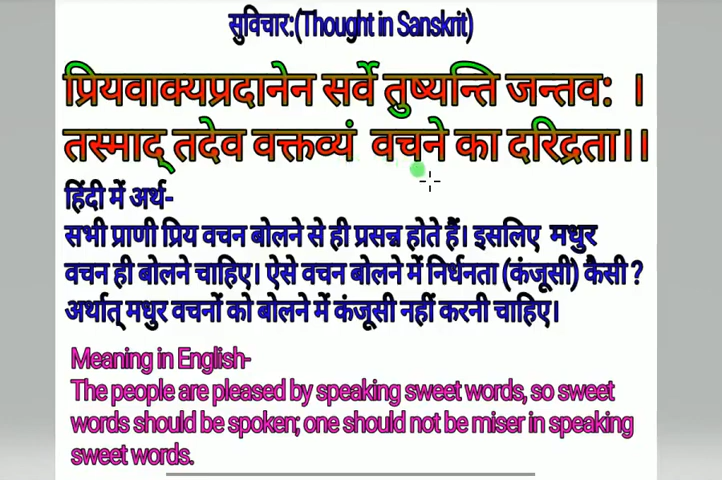 सुविचार:(Thought in Sanskrit)
प्रियवाक्यप्रदानेन सर्वे तुष्यन्ति जन्तव: ।
तस्माद् तदेव वक्तव्यं वचने का दरिद्रता।।
हिंदी में अर्थ-
सभी प्राणी प्रिय वचन बोलने से ही प्रसन्न होते हैं। इसलिए मधुर
वचन ही बोलने चाहिए। ऐसे वचन बोलने में निर्धनता (कंजूसी) कैसी ?
अर्थात् मधुर वचनों को बोलने में कंजूसी नहीं करनी चाहिए।
Meaning in English-
The people are pleased by speaking sweet words, so sweet
words should be spoken; one should not be miser in speaking
sweet words.